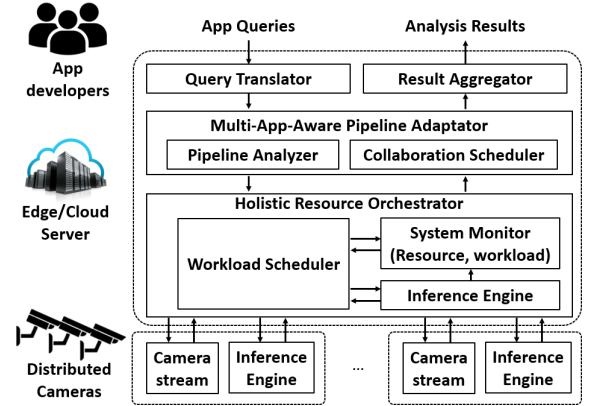 App Queries
Analysis Results
App
developers
Query Translator
Result Aggregator
Multi-App-Aware Pipeline Adaptator
Pipeline Analyzer
Collaboration Scheduler
Edge/Cloud
Server
Holistic Resource Orchestrator
Workload Scheduler
System Monitor
(Resource, workload)
Inference Engine
Distributed
Cameras
Camera
stream
Inference
Engine
...
Camera
stream
Inference
Engine